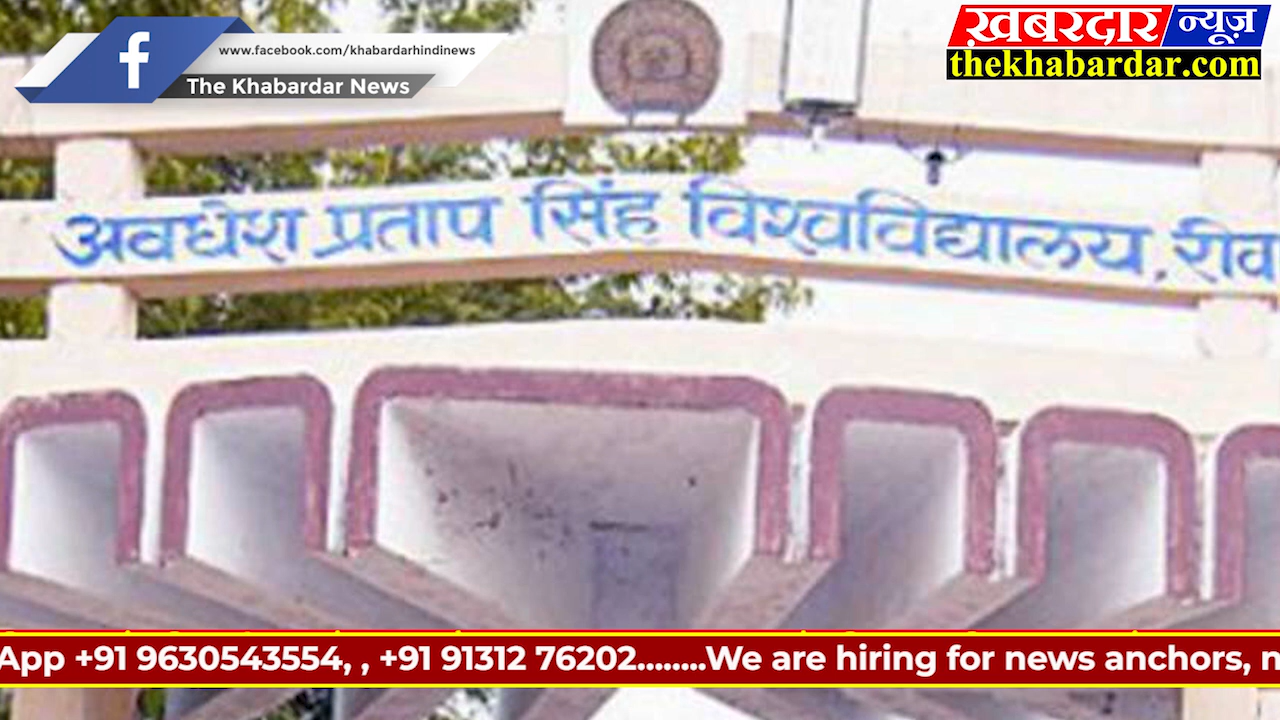 www.facebook.com/khabardarhindinews
The Khabardar News
ख़बरदार न्यूज़
thekhabardar.com
अवधेश प्रताप सिंह विश्वविद्यालय, रीव
App +91 9630543554, , +91 91312 76202........We are hiring for news anchors, n